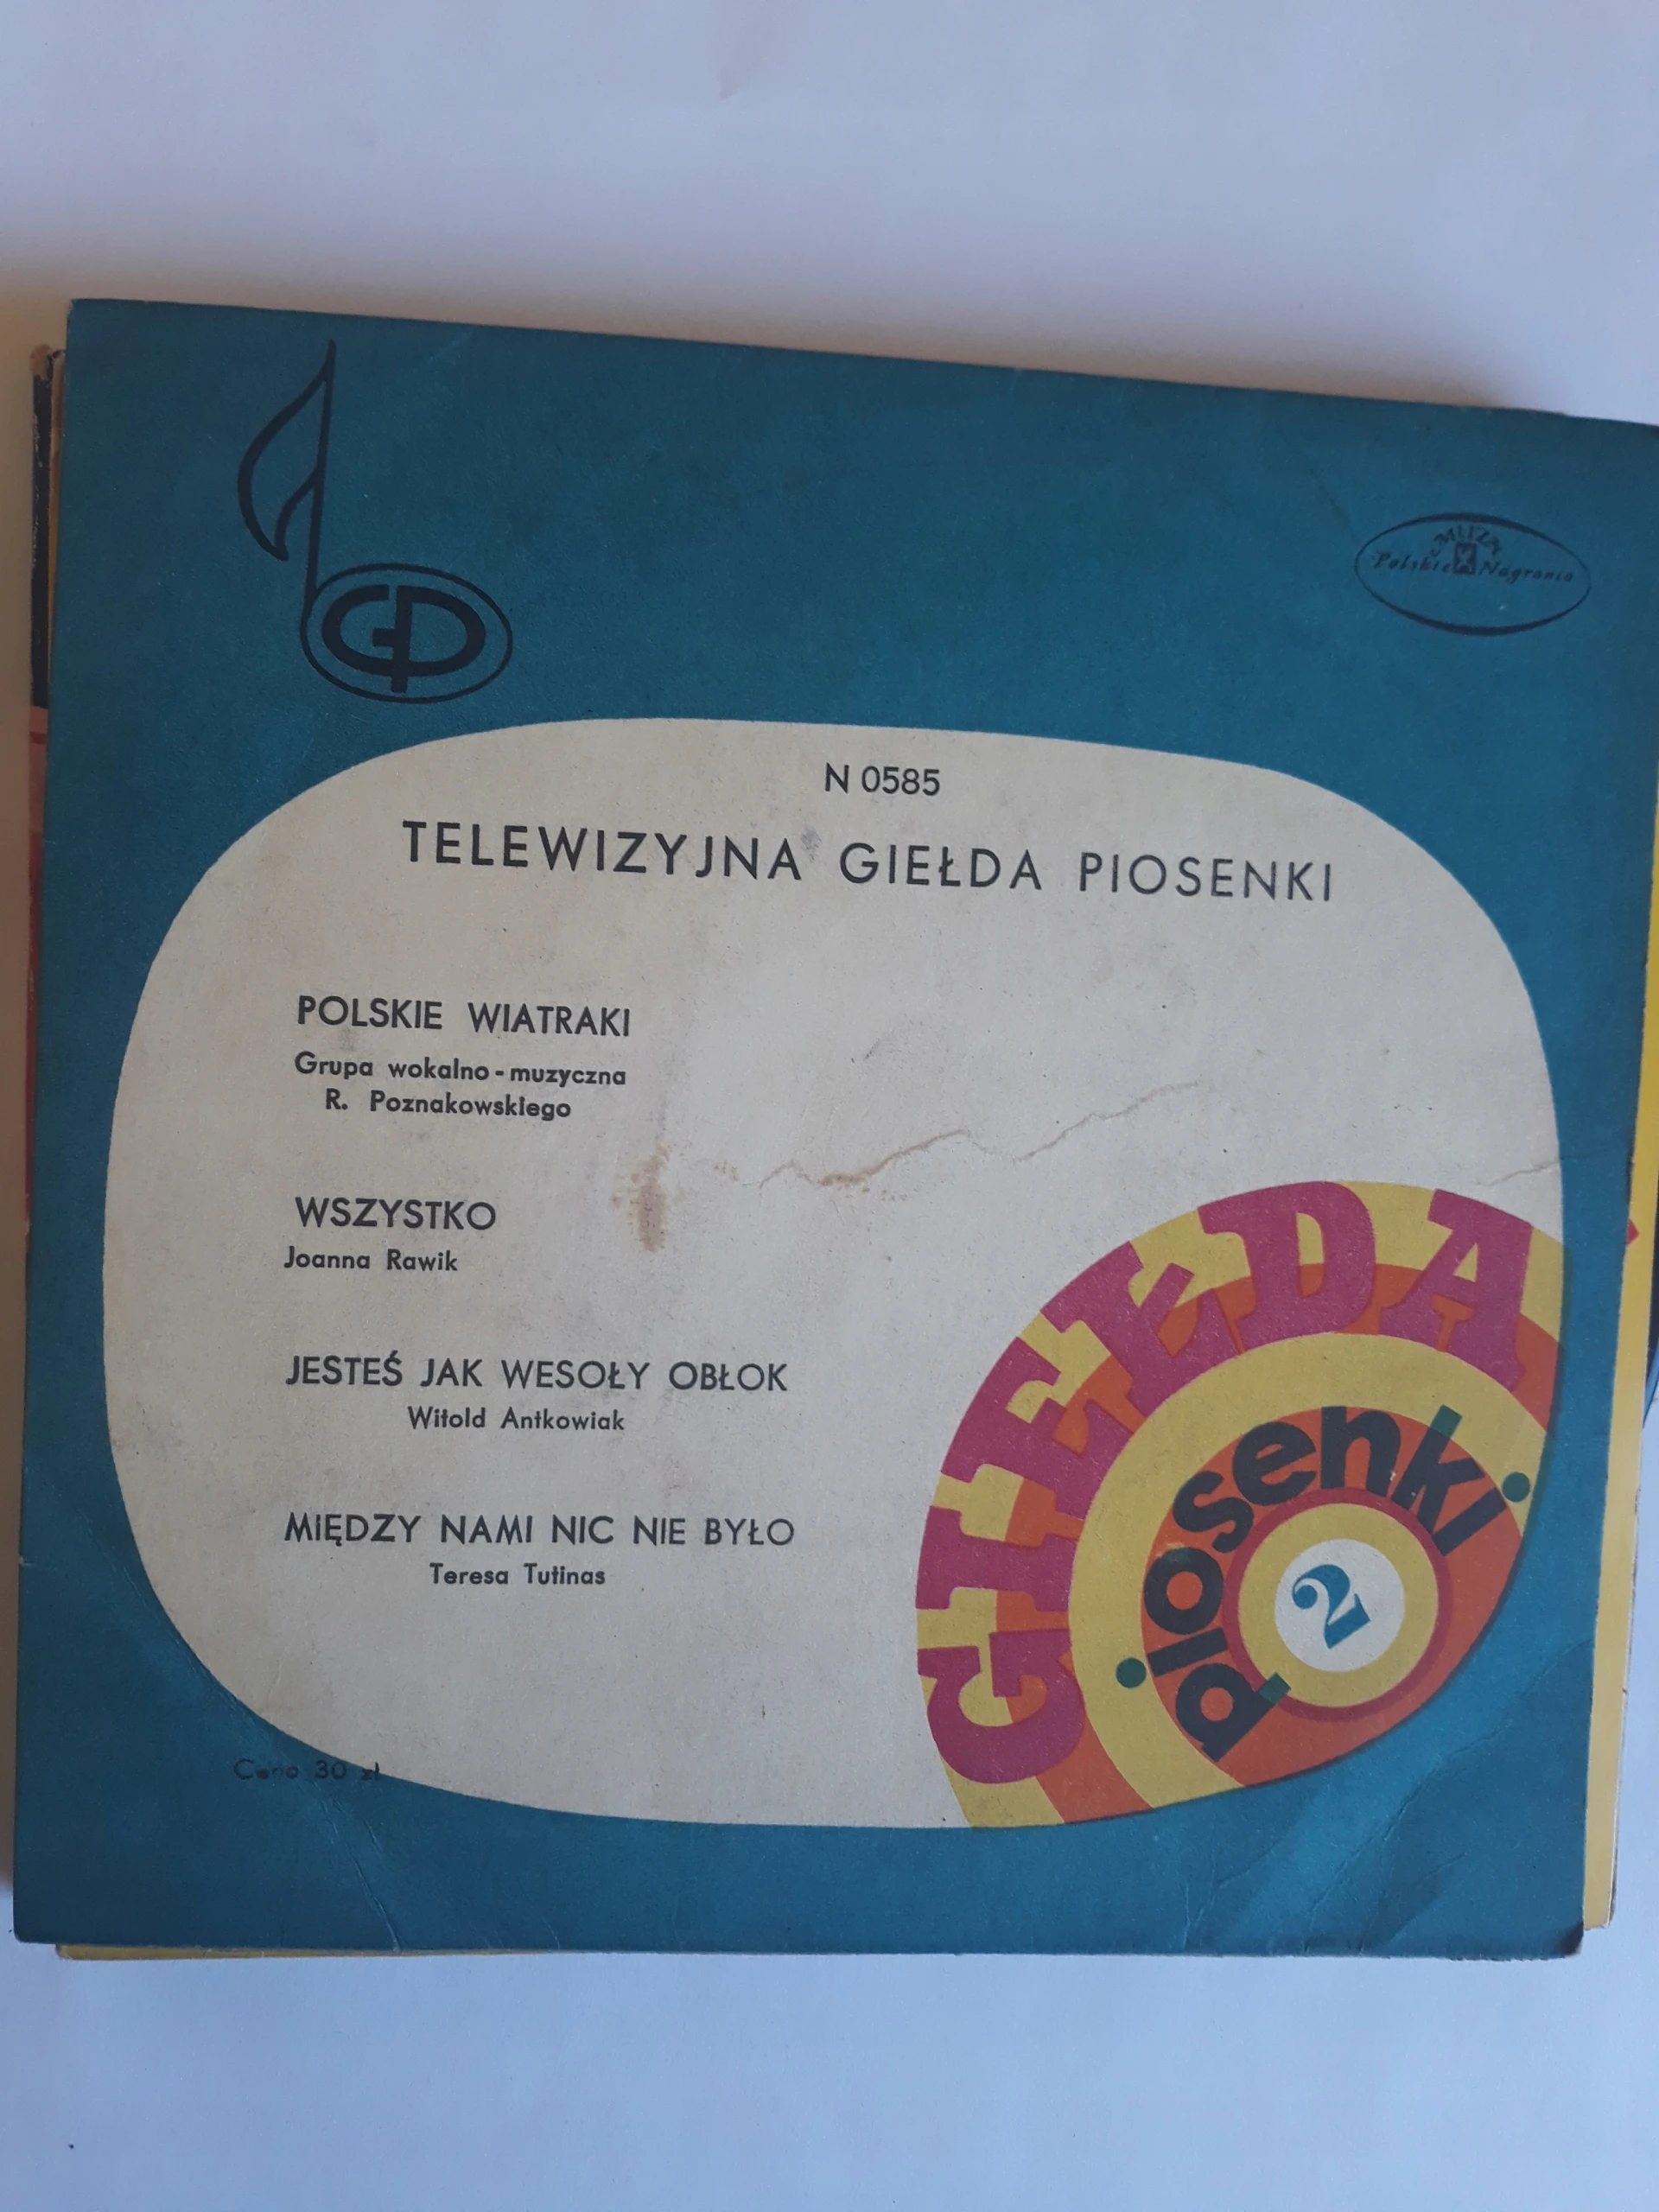 GP
MUZA
Polskie Nagrania
N 0585
TELEWIZYJNA GIEŁDA PIOSENKI
POLSKIE WIATRAKI
Grupa wokalno-muzyczna
R. Poznakowskiego
WSZYSTKO
Joanna Rawik
JESTEŚ JAK WESOŁY OBŁOK
Witold Antkowiak
MIĘDZY NAMI NIC NIE BYŁO
Teresa Tutinas
GIEŁDA
piosenki
2
Cena 30 zł